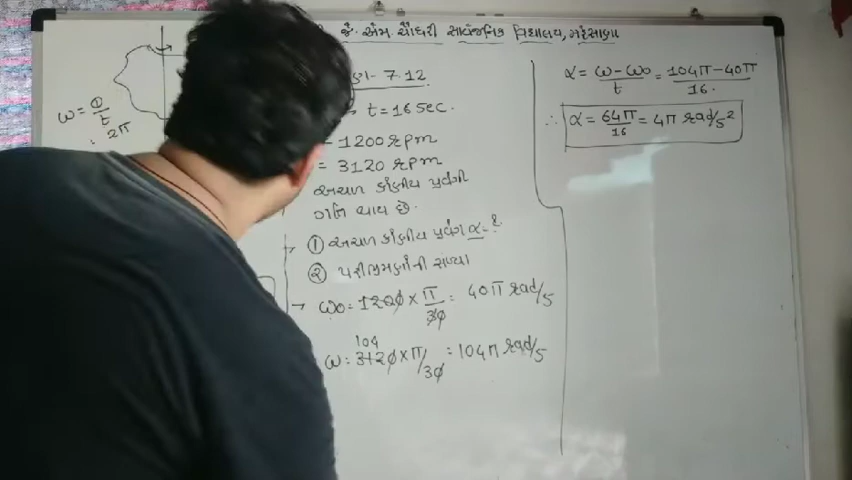 જે. એમ. ચૌધરી સાર્વજનિક વિદ્યાલય, મહેસાણા
ω = θ/t
: 2π
7.12
t = 16 sec.
- 1200 rpm
= 3120 rpm
અચળ કોણીય પ્રવેગી
ગતિ થાય છે.
→ ① અચળ કોણીય પ્રવેગ α = ?
② પરિભ્રમણોની સંખ્યા
→ ω0 = 1200 × π/30 = 40π rad/s
104
ω = 3120 × π/30 = 104π rad/s
α = ω - ω0/t = 104π - 40π/16.
∴ α = 64π/16 = 4π rad/s²